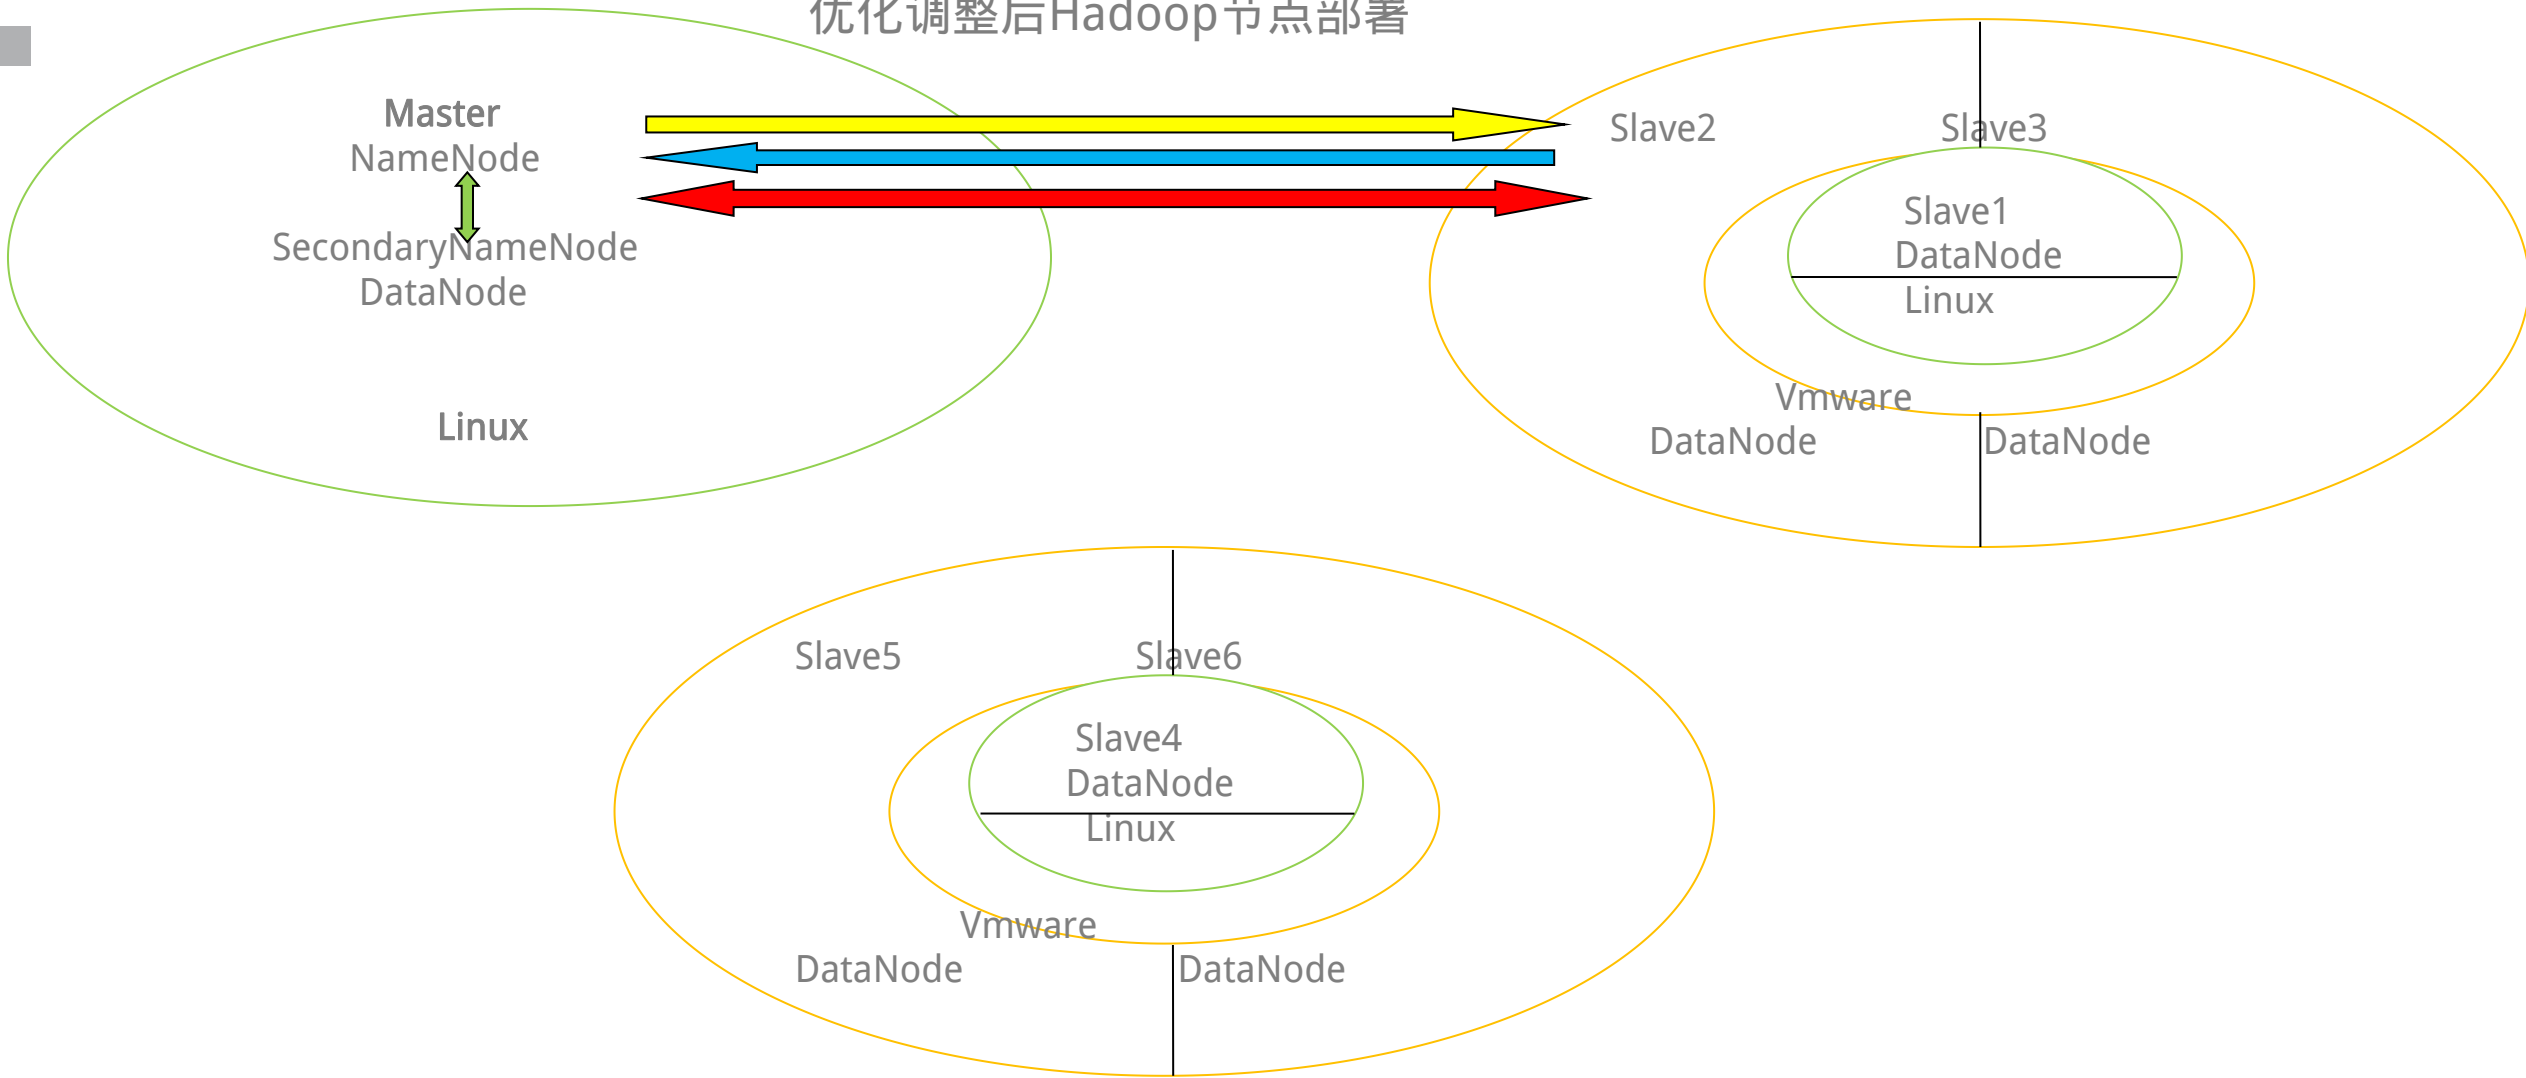 优化调整后Hadoop节点部署
Master
NameNode
SecondaryNameNode
DataNode
Linux
Slave2
Slave3
Slave1
DataNode
Linux
Vmware
DataNode
DataNode
Slave5
Slave6
Slave4
DataNode
Linux
Vmware
DataNode
DataNode